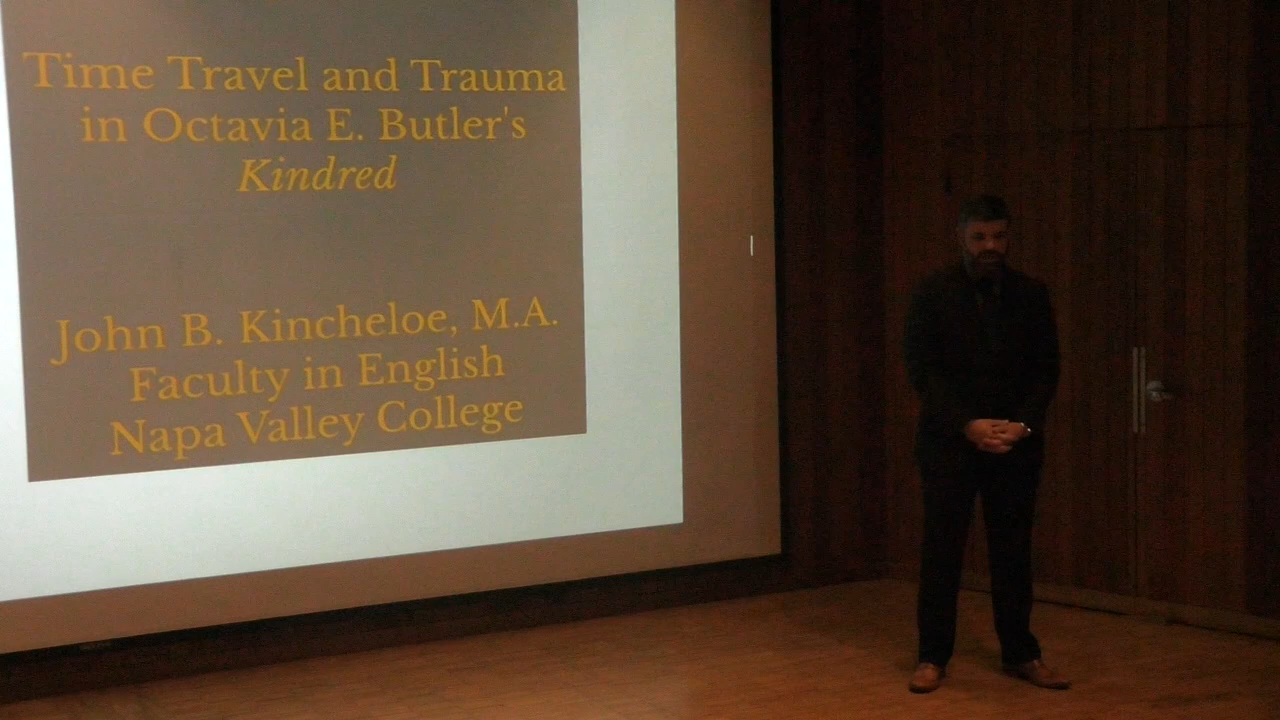 Time Travel and Trauma
in Octavia E. Butler's
Kindred
John B. Kincheloe, M.A.
Faculty in English
Napa Valley College